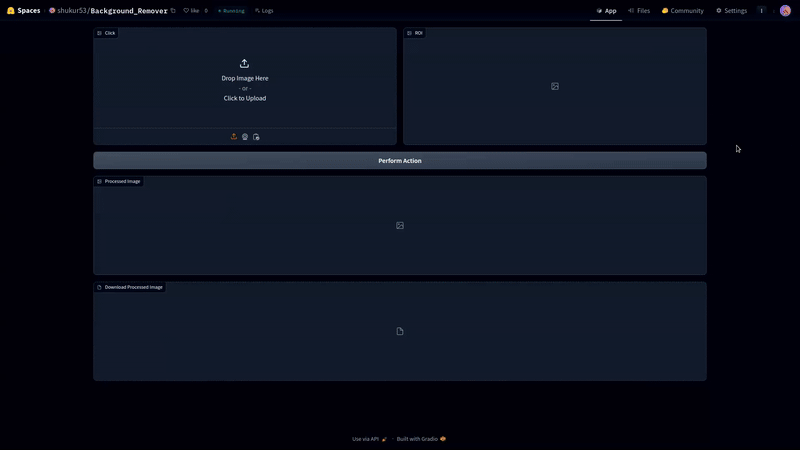 Spaces shukur53/Background_Remover like 0 Running Logs App Files Community Settings
Click
ROI
Drop Image Here
- or -
Click to Upload
Perform Action
Processed Image
Download Processed Image
Use via API · Built with Gradio